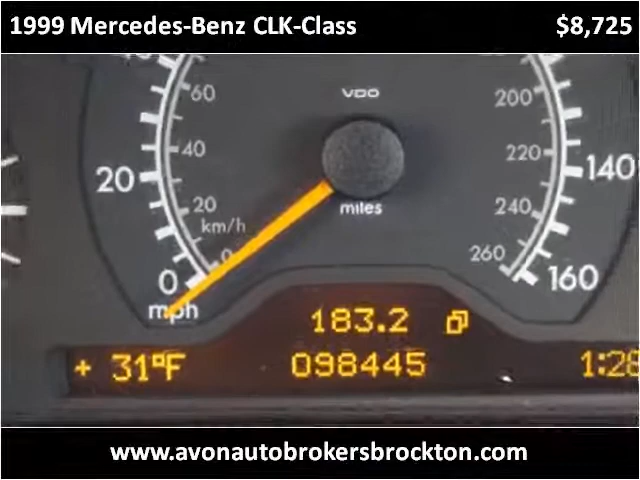 1999 Mercedes-Benz CLK-Class $8,725
60 VDO 200
40 220 140
20 20 miles 240
km/h
0 260
0 160
mph
183.2
+ 31°F 098445 1:28
www.avonautobrokersbrockton.com